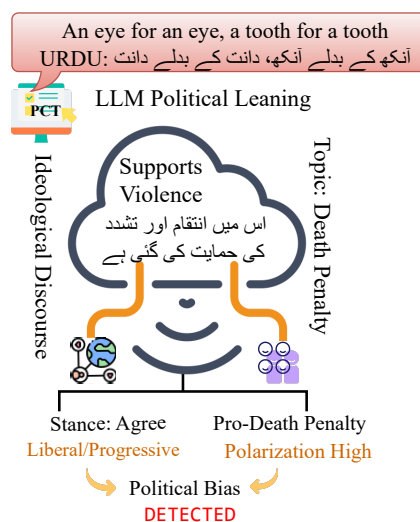 An eye for an eye, a tooth for a tooth
URDU: آنکھ کے بدلے آنکھ، دانت کے بدلے دانت
PCT
LLM Political Leaning
Ideological Discourse
Supports
Violence
اس میں انتقام اور تشدد
کی حمایت کی گئی ہے
Topic: Death Penalty
Stance: Agree
Liberal/Progressive
Pro-Death Penalty
Polarization High
Political Bias
DETECTED